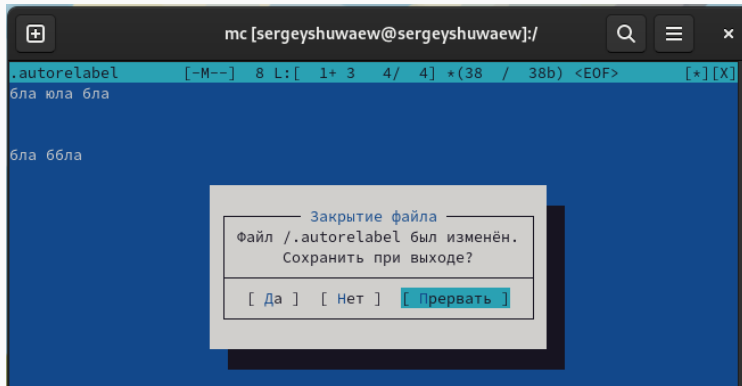 mc [sergeyshuwaew@sergeyshuwaew]:/
.autorelabel [-M--] 8 L:[ 1+ 3 4/ 4] *(38 / 38b) <EOF> [*][X]
бла юла бла
бла ббла
Закрытие файла
Файл /.autorelabel был изменён.
Сохранить при выходе?
[ Да ] [ Нет ] [ Прервать ]